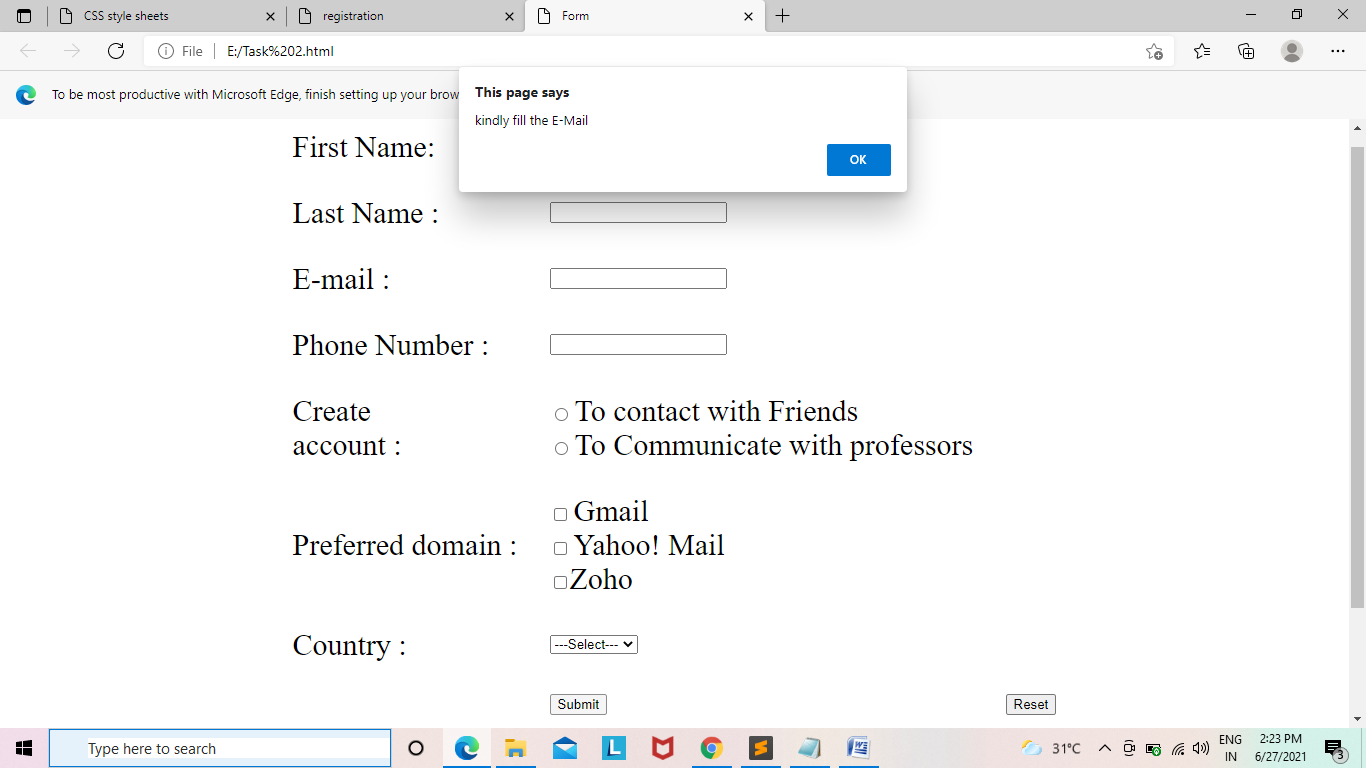 CSS style sheets
registration
Form
File
E:/Task%202.html
To be most productive with Microsoft Edge, finish setting up your brow
This page says
kindly fill the E-Mail
OK
First Name:
Last Name :
E-mail :
Phone Number :
Create
account :
To contact with Friends
To Communicate with professors
Preferred domain :
Gmail
Yahoo! Mail
Zoho
Country :
---Select---
Submit
Reset
Type here to search
L
S
W
31°C
ENG
IN
2:23 PM
6/27/2021
3